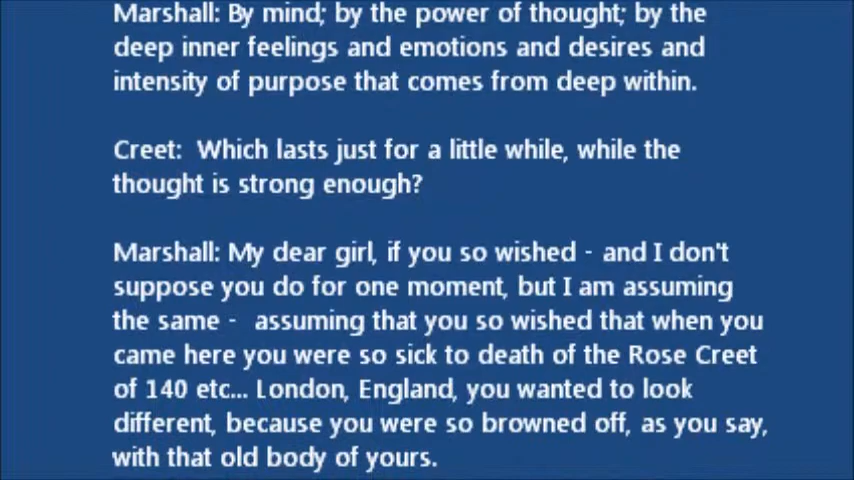 Marshall: By mind; by the power of thought; by the
deep inner feelings and emotions and desires and
intensity of purpose that comes from deep within.
Creet:  Which lasts just for a little while, while the
thought is strong enough?
Marshall: My dear girl, if you so wished -  and I don't
suppose you do for one moment, but I am assuming
the same -  assuming that you so wished that when you
came here you were so sick to death of the Rose Creet
of 140 etc... London, England, you wanted to look
different, because you were so browned off, as you say,
with that old body of yours.